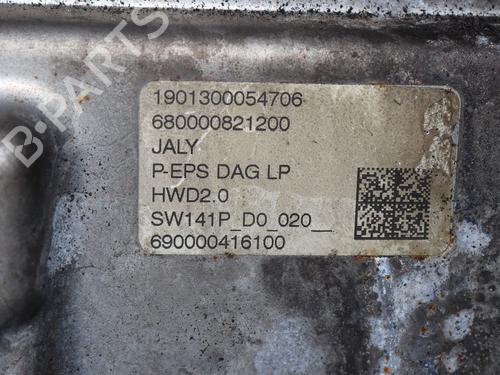 B-PARTS
1901300054706
680000821200
JALY
P-EPS DAG LP
HWD2.0
SW141P_D0_020__
690000416100